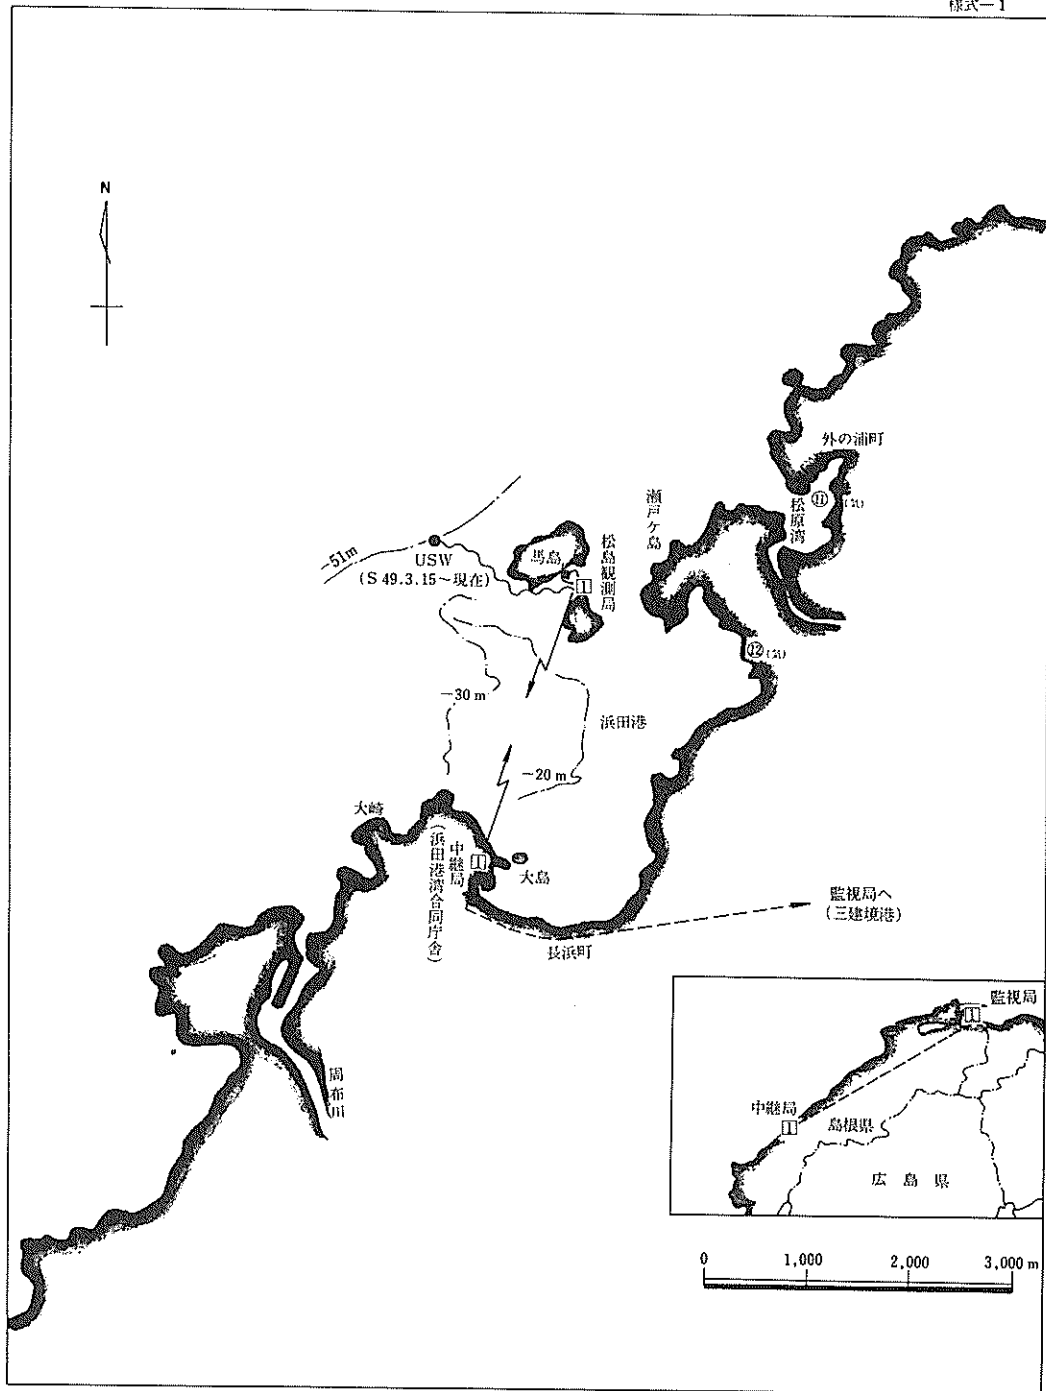 様式—1
N
外の浦町
瀬戸ケ島
松原湾
⑪
−51m
USW
(S 49.3.15〜現在)
馬島
松島観測局
1
⑫
−30 m
浜田港
−20 m
大崎
中継局
(浜田港湾合同庁舎)
1
大島
監視局へ
(三建境港)
長浜町
周布川
監視局
1
中継局
1
島根県
広島県
0 1,000 2,000 3,000 m